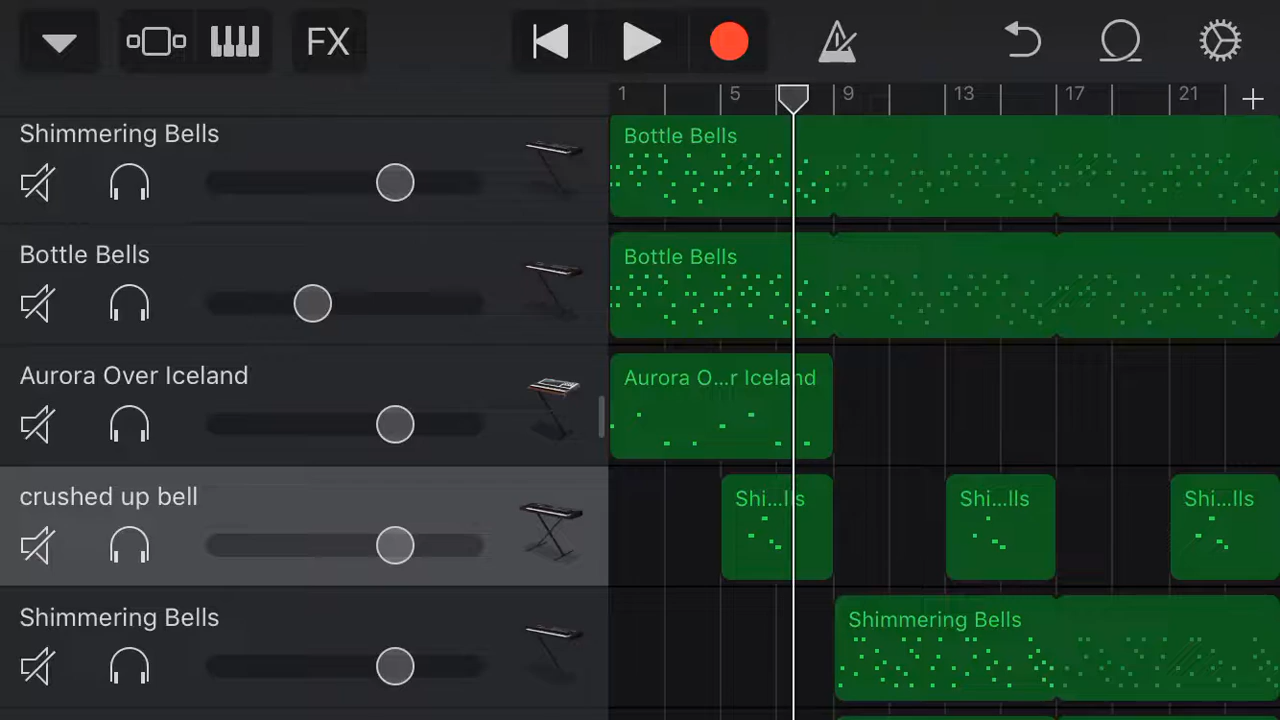 FX
1 5 9 13 17 21
Shimmering Bells
Bottle Bells
Bottle Bells
Bottle Bells
Aurora Over Iceland
Aurora O...r Iceland
crushed up bell
Shi...lls
Shi...lls
Shi...lls
Shimmering Bells
Shimmering Bells